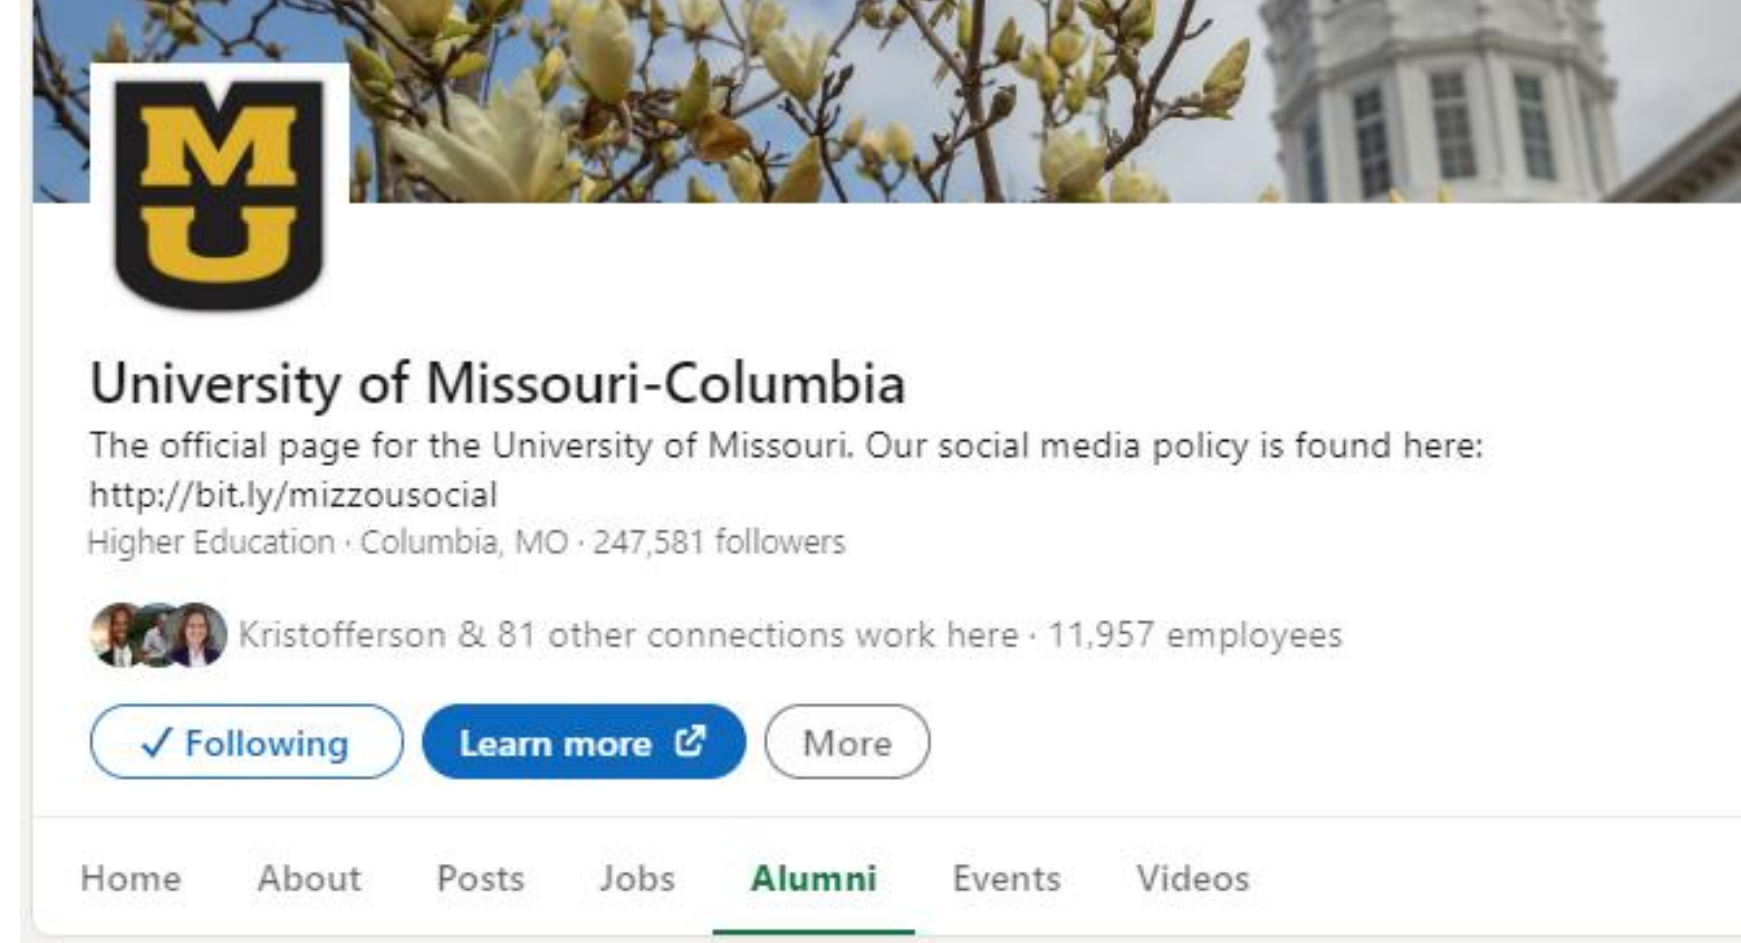 M
U
University of Missouri-Columbia
The official page for the University of Missouri. Our social media policy is found here:
http://bit.ly/mizzousocial
Higher Education · Columbia, MO · 247,581 followers
Kristofferson & 81 other connections work here · 11,957 employees
✓ Following Learn more More
Home About Posts Jobs Alumni Events Videos